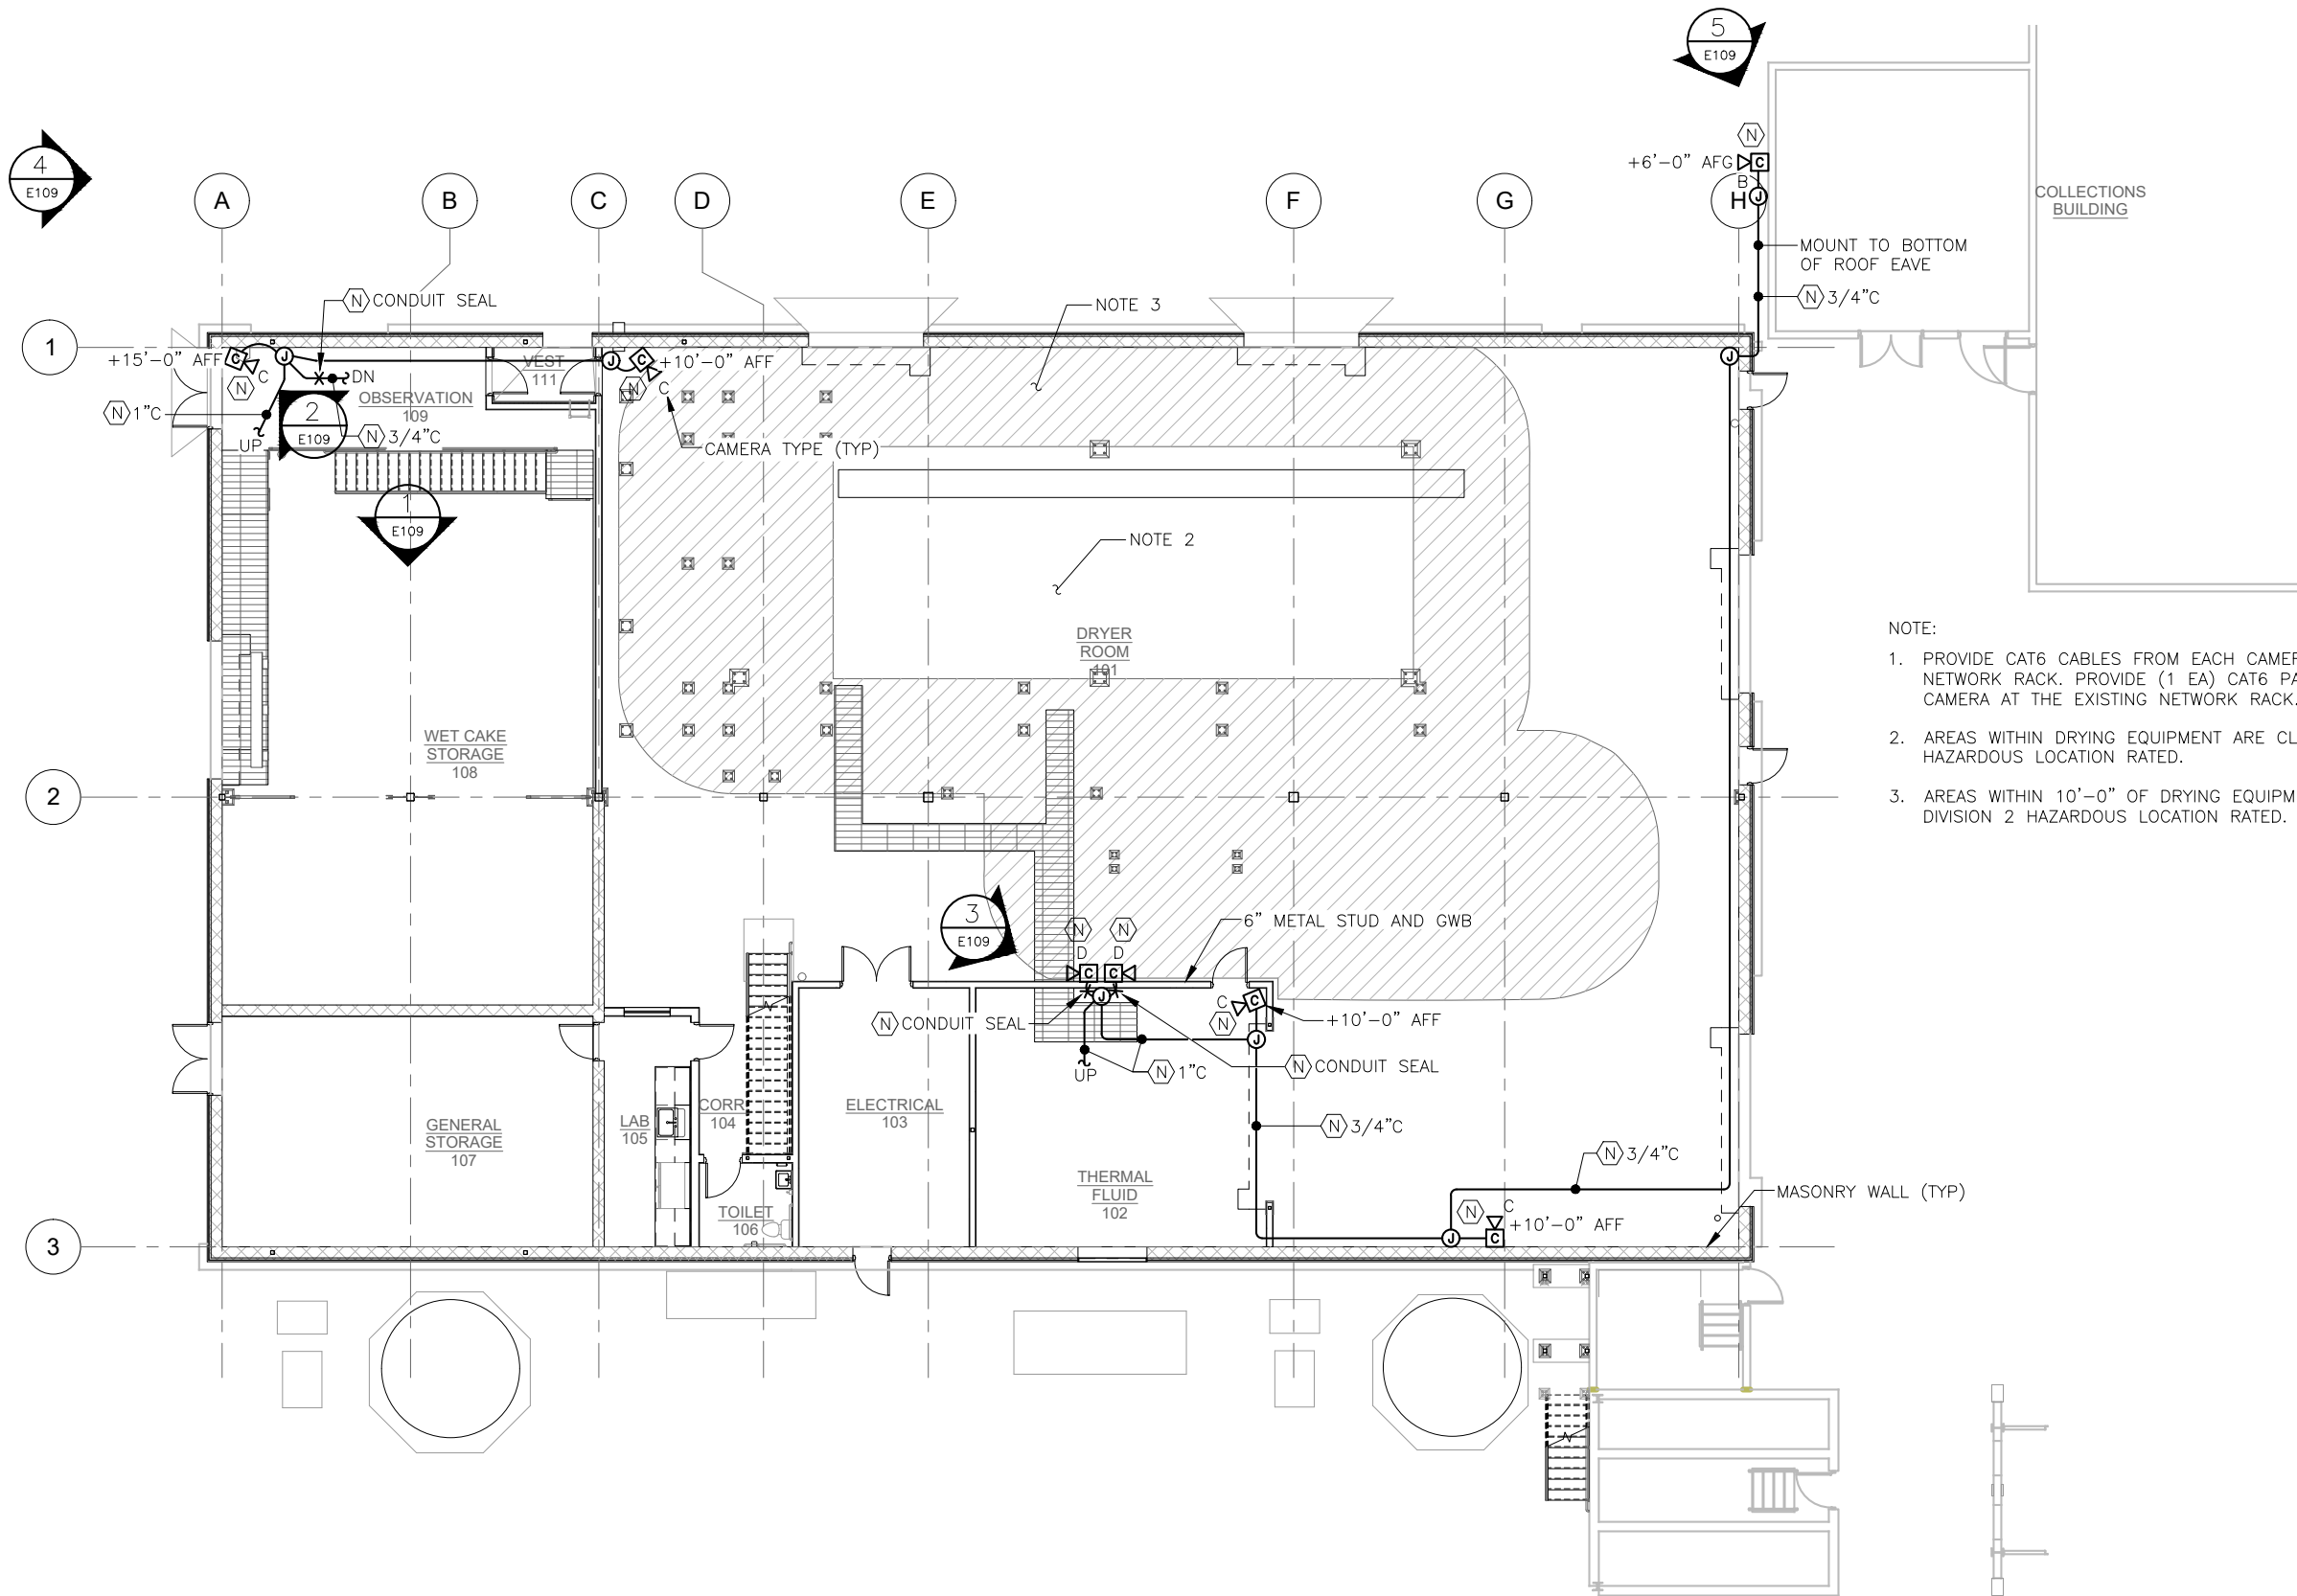 5
E109
N
+6'-0" AFG
C
B
J
4
E109
A
B
C
D
E
F
G
H
COLLECTIONS
BUILDING
MOUNT TO BOTTOM
OF ROOF EAVE
N 3/4"C
N CONDUIT SEAL
NOTE 3
1
+15'-0" AFF
C
J
C
N
DN
VEST
111
J
C
+10'-0" AFF
N
C
J
OBSERVATION
109
N 1"C
2
E109
N 3/4"C
UP
CAMERA TYPE (TYP)
1
E109
NOTE 2
DRYER
ROOM
101
NOTE:
1. PROVIDE CAT6 CABLES FROM EACH
NETWORK RACK. PROVIDE (1 EA) CAT6
CAMERA AT THE EXISTING NETWORK RACK.
2. AREAS WITHIN DRYING EQUIPMENT ARE
HAZARDOUS LOCATION RATED.
3. AREAS WITHIN 10'-0" OF DRYING
DIVISION 2 HAZARDOUS LOCATION RATED.
WET CAKE
STORAGE
108
2
3
E109
N
N
D
D
C
C
6" METAL STUD AND GWB
J
N CONDUIT SEAL
C
C
N
+10'-0" AFF
J
UP
N 1"C
N CONDUIT SEAL
GENERAL
STORAGE
107
LAB
105
CORR
104
ELECTRICAL
103
N 3/4"C
N 3/4"C
THERMAL
FLUID
102
TOILET
106
N
C
+10'-0" AFF
J
C
MASONRY WALL (TYP)
3